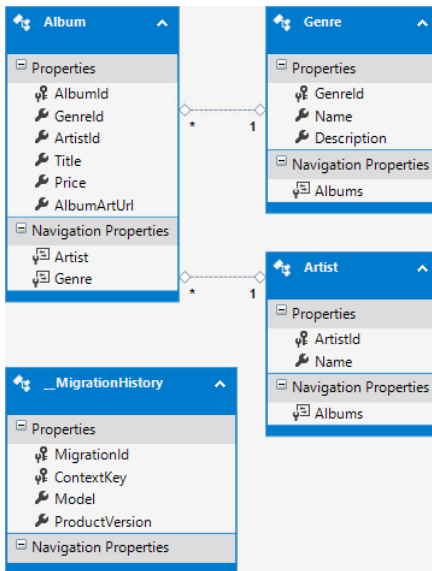 Album
Properties
AlbumId
GenreId
ArtistId
Title
Price
AlbumArtUrl
Navigation Properties
Artist
Genre
* 1
* 1
Genre
Properties
GenreId
Name
Description
Navigation Properties
Albums
Artist
Properties
ArtistId
Name
Navigation Properties
Albums
__MigrationHistory
Properties
MigrationId
ContextKey
Model
ProductVersion
Navigation Properties